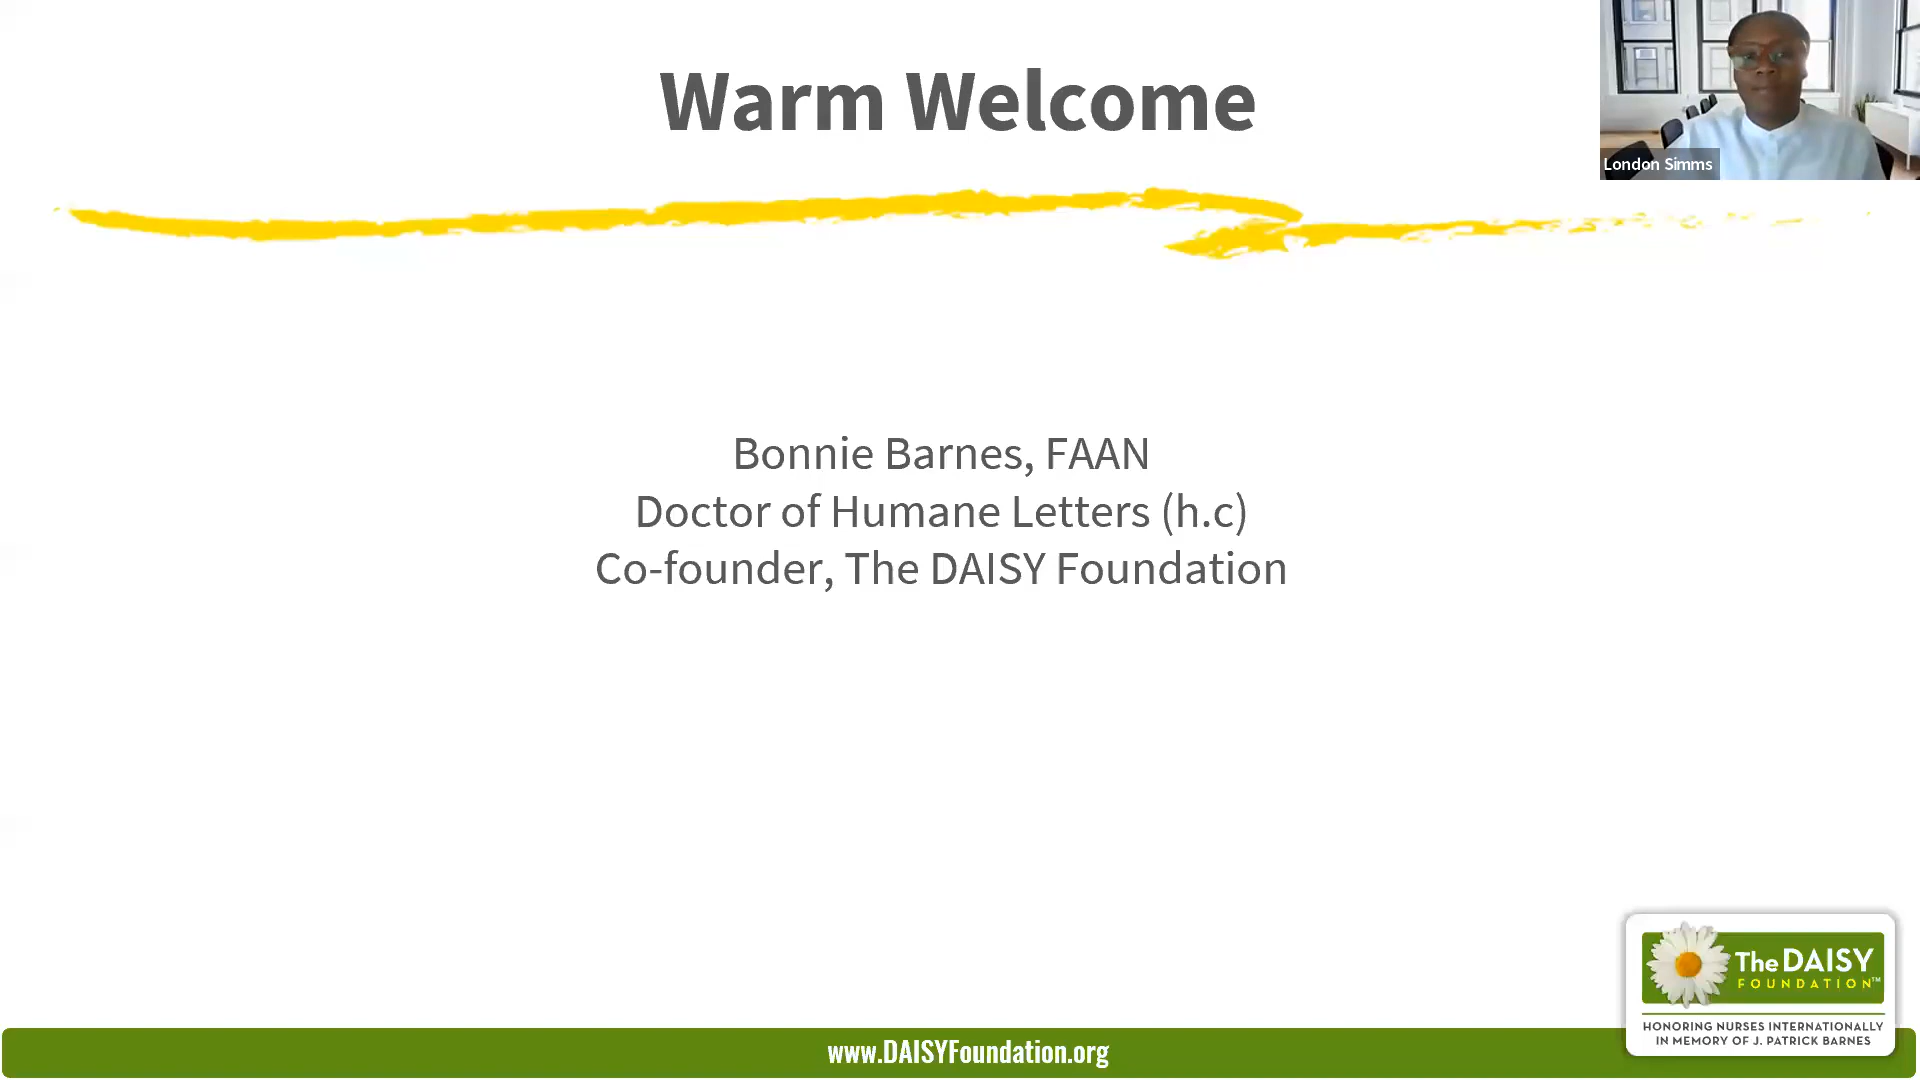 Warm Welcome
London Simms
Bonnie Barnes, FAAN
Doctor of Humane Letters (h.c)
Co-founder, The DAISY Foundation
The DAISY
FOUNDATION™
HONORING NURSES INTERNATIONALLY
IN MEMORY OF J. PATRICK BARNES
www.DAISYFoundation.org